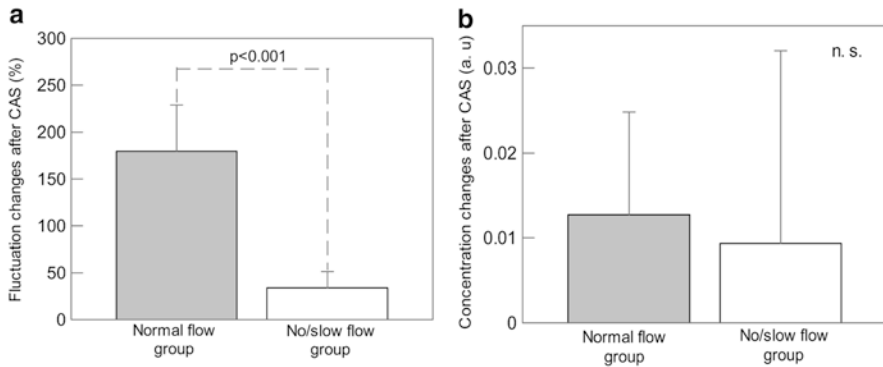 a
Fluctuation changes after CAS (%)
300
250
200
150
100
50
0
p<0.001
Normal flow
group
No/slow flow
group
b
Concentration changes after CAS (a. u)
0.03
0.02
0.01
0
n. s.
Normal flow
group
No/slow flow
group